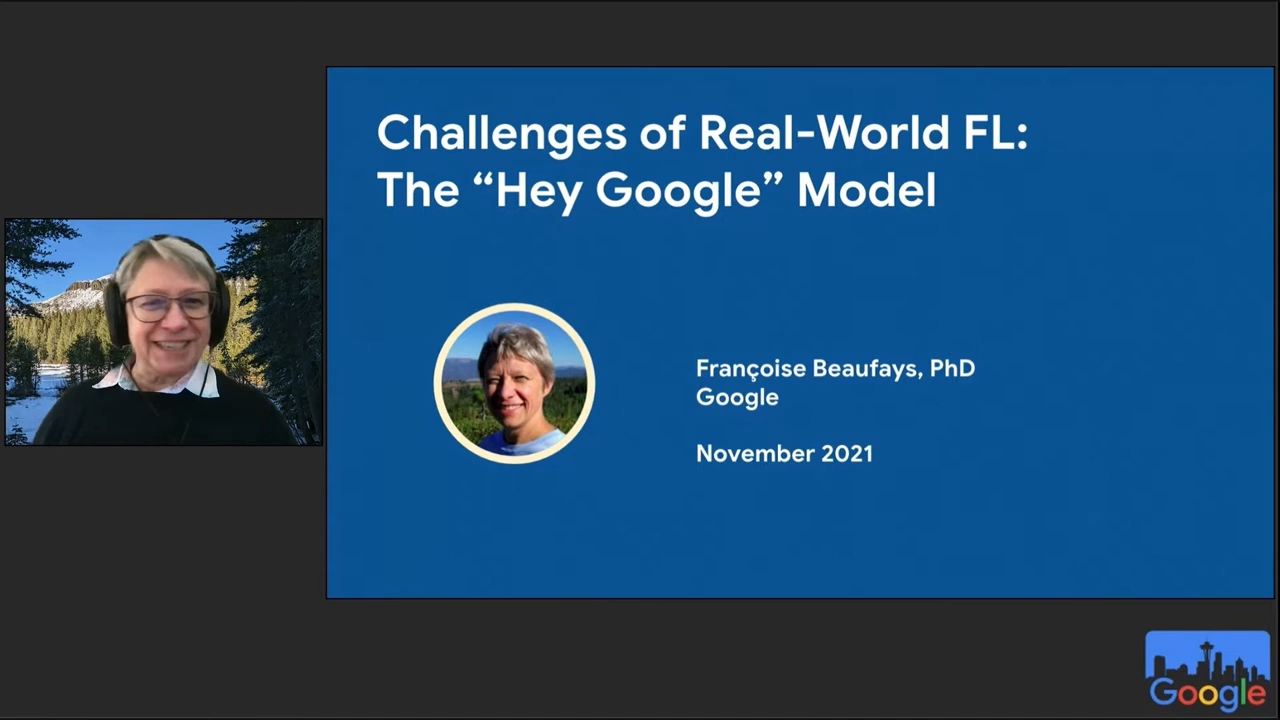 Challenges of Real-World FL:
The “Hey Google” Model
Françoise Beaufays, PhD
Google
November 2021
Google